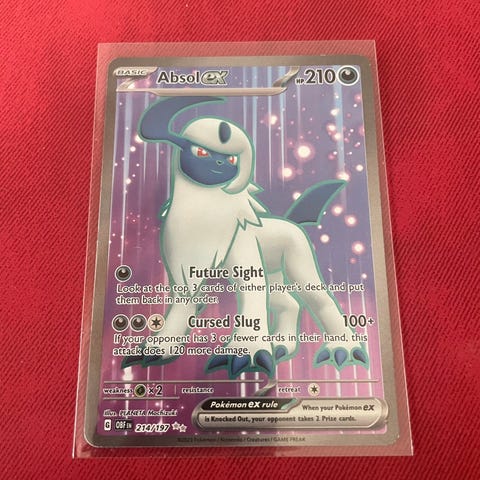 BASIC Absol ex HP 210
Future Sight
Look at the top 3 cards of either player's deck and put
them back in any order.
Cursed Slug 100+
If your opponent has 3 or fewer cards in their hand, this
attack does 120 more damage.
weakness ×2 resistance retreat
Illus. PLANETA Mochizuki
Pokémon ex rule When your Pokémon ex
is Knocked Out, your opponent takes 2 Prize cards.
G OBF EN 214/197
©2023 Pokémon / Nintendo / Creatures / GAME FREAK